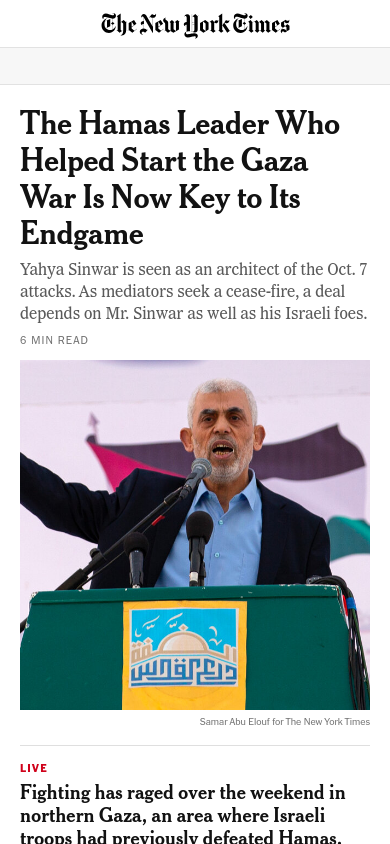 The New York Times
The Hamas Leader Who
Helped Start the Gaza
War Is Now Key to Its
Endgame
Yahya Sinwar is seen as an architect of the Oct. 7
attacks. As mediators seek a cease-fire, a deal
depends on Mr. Sinwar as well as his Israeli foes.
6 MIN READ
درع القدس
Samar Abu Elouf for The New York Times
LIVE
Fighting has raged over the weekend in
northern Gaza, an area where Israeli
troops had previously defeated Hamas.